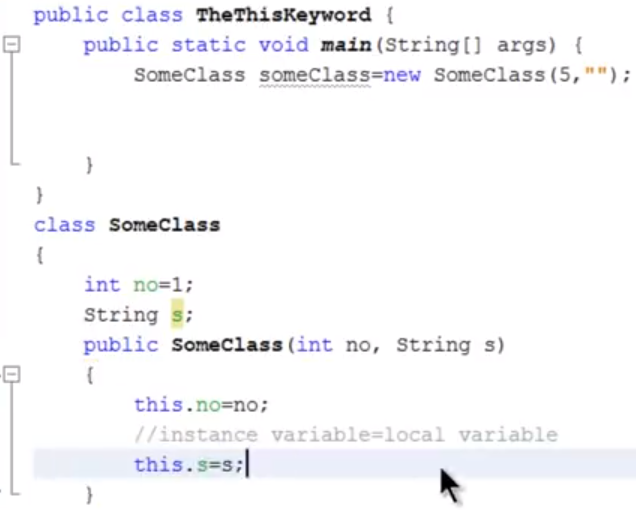 public class TheThisKeyword {
public static void main(String[] args) {
SomeClass someClass=new SomeClass(5,"");
}
}
class SomeClass
{
int no=1;
String s;
public SomeClass(int no, String s)
{
this.no=no;
//instance variable=local variable
this.s=s;
}